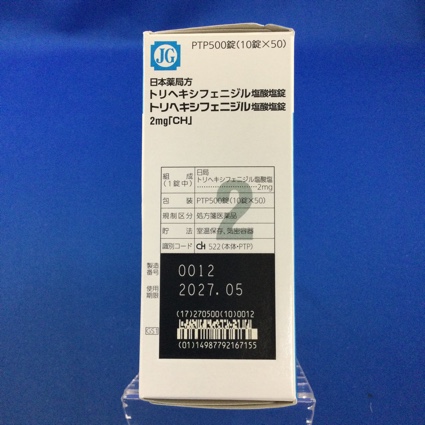 JG
PTP500錠(10錠×50)
日本薬局方
トリヘキシフェニジル塩酸塩錠
トリヘキシフェニジル塩酸塩錠
2mg「CH」
組成(1錠中) 日局 トリヘキシフェニジル塩酸塩
2mg
包装 PTP500錠(10錠×50)
規制区分 処方箋医薬品
貯法 室温保存、気密容器
識別コード CH 522(本体・PTP)
2
製造番号 0012
使用期限 2027.05
(17)270500(10)0012
(01)14987792167155